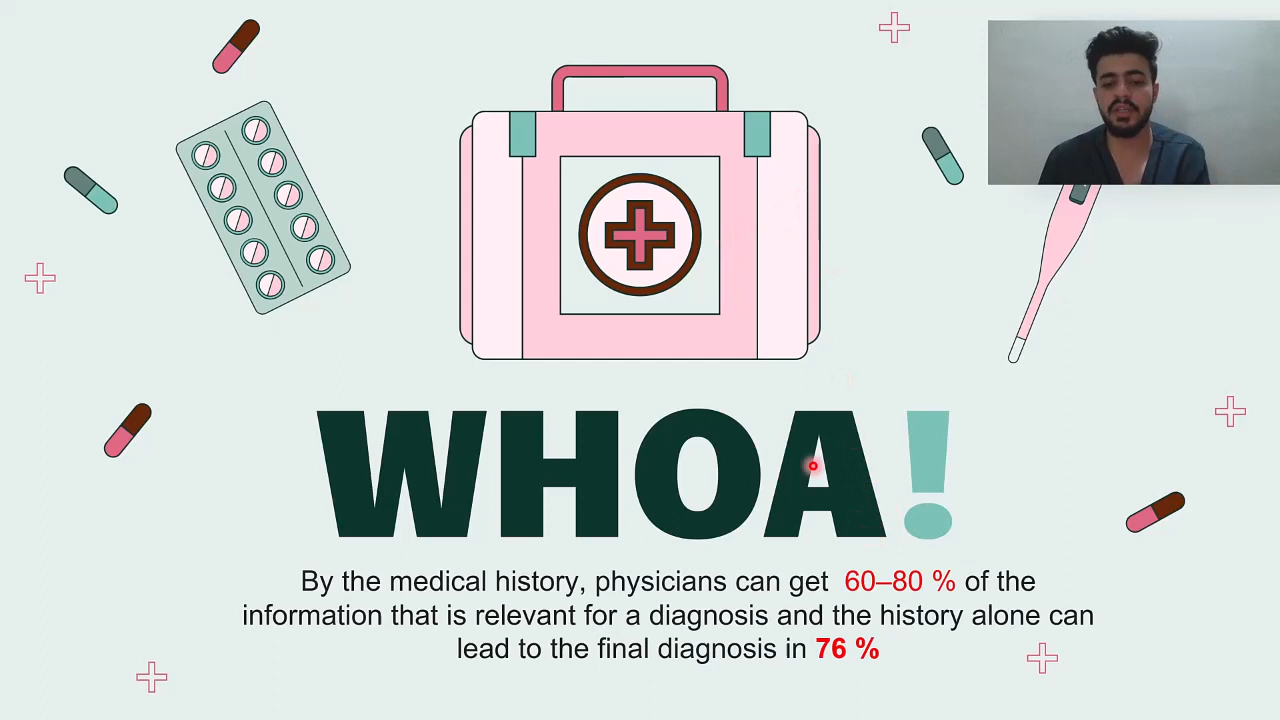 WHOA!
By the medical history, physicians can get 60–80 % of the
information that is relevant for a diagnosis and the history alone can
lead to the final diagnosis in 76 %